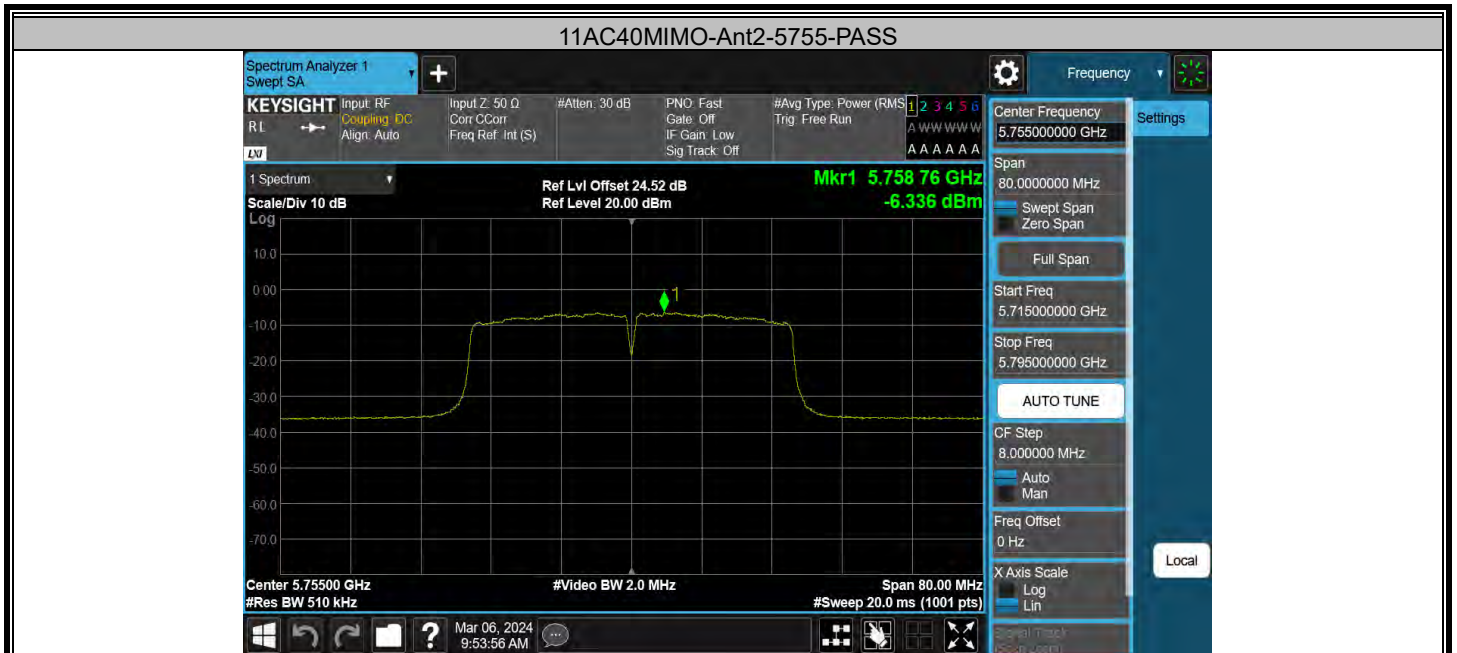 11AC40MIMO-Ant2-5755-PASS
Spectrum Analyzer 1
Swept SA
+
Frequency
KEYSIGHT
RL
LXI
Input: RF
Coupling: DC
Align: Auto
Input Z: 50 Ω
Corr CCorr
Freq Ref: Int (S)
#Atten: 30 dB
PNO: Fast
Gate: Off
IF Gain: Low
Sig Track: Off
#Avg Type: Power (RMS
Trig: Free Run
1 2 3 4 5 6
A W W W W W
A A A A A A
Center Frequency
5.755000000 GHz
Settings
Span
80.0000000 MHz
Swept Span
Zero Span
Full Span
Start Freq
5.715000000 GHz
Stop Freq
5.795000000 GHz
AUTO TUNE
CF Step
8.000000 MHz
Auto
Man
Freq Offset
0 Hz
X Axis Scale
Log
Lin
Signal Track
(Span Zoom)
Local
1 Spectrum
Scale/Div 10 dB
Ref Lvl Offset 24.52 dB
Ref Level 20.00 dBm
Mkr1 5.758 76 GHz
-6.336 dBm
Log
10.0
0.00
-10.0
-20.0
-30.0
-40.0
-50.0
-60.0
-70.0
1
Center 5.75500 GHz
#Res BW 510 kHz
#Video BW 2.0 MHz
Span 80.00 MHz
#Sweep 20.0 ms (1001 pts)
?
Mar 06, 2024
9:53:56 AM